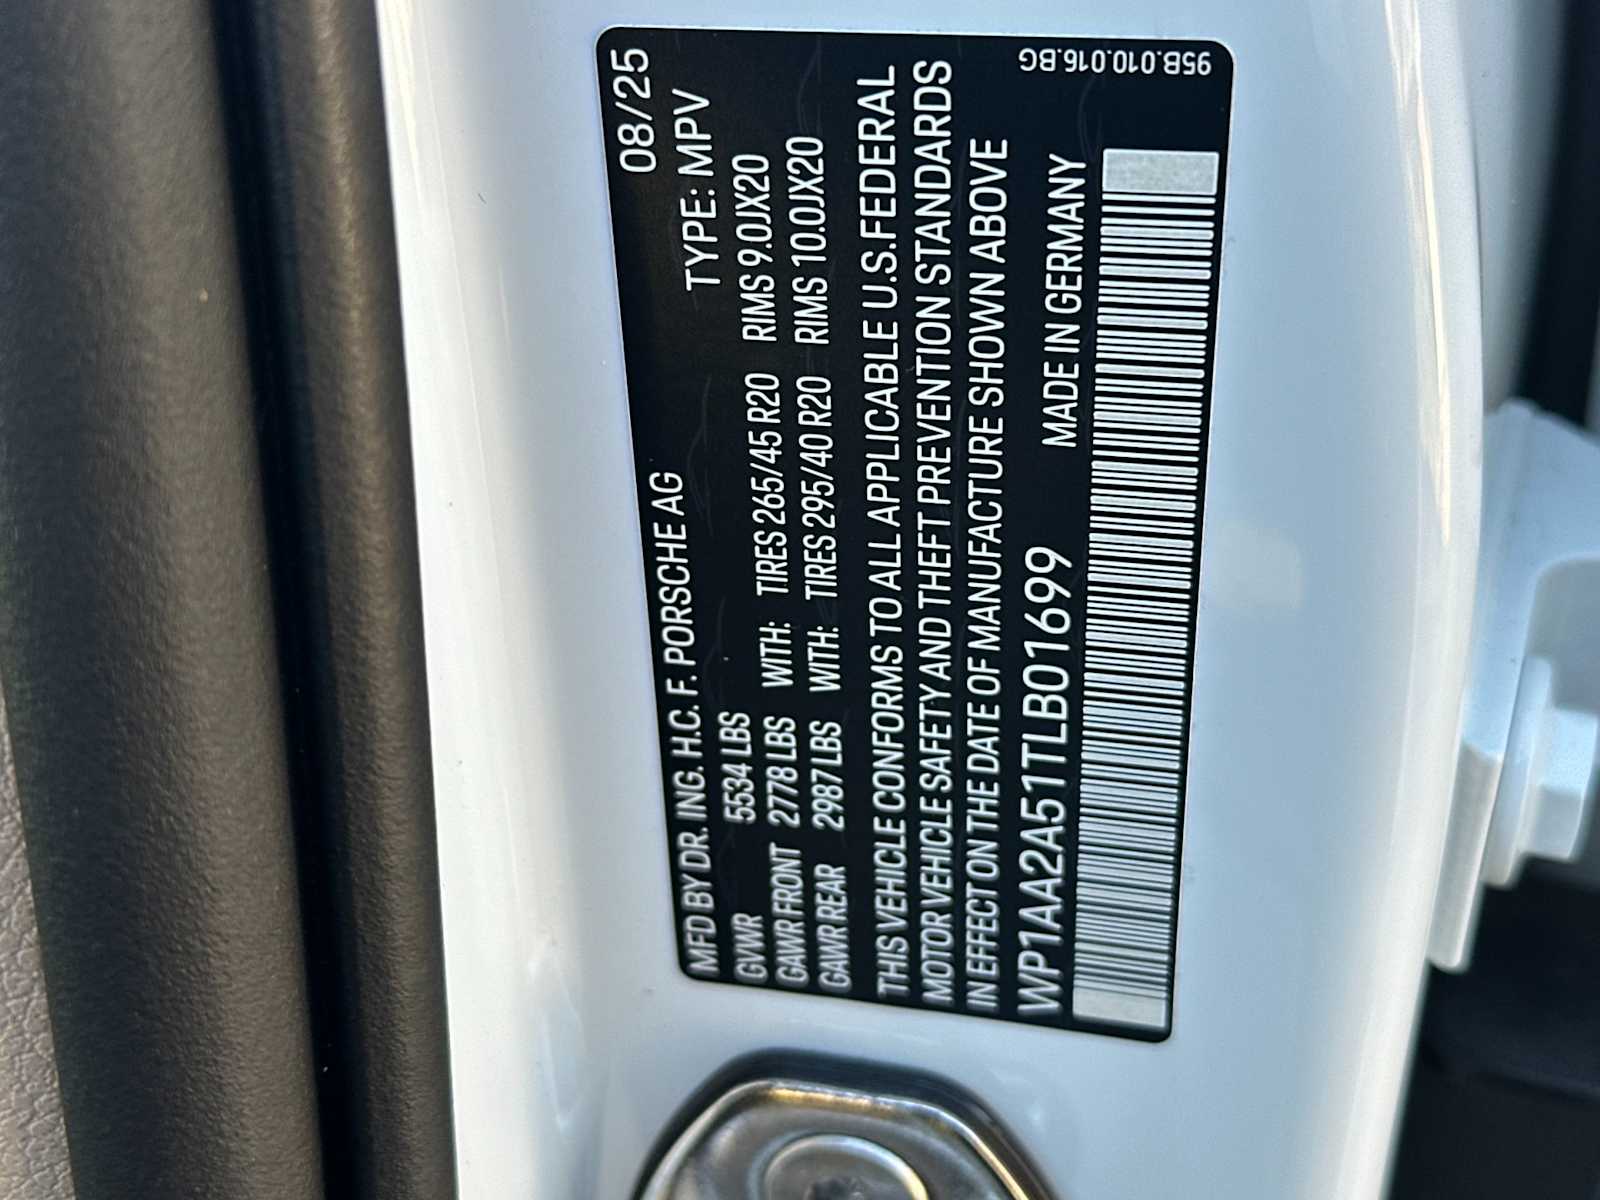 08/25
MFD BY DR. ING. H.C. F. PORSCHE AG TYPE: MPV
GVWR 5534 LBS
GAWR FRONT 2778 LBS WITH: TIRES 265/45 R20 RIMS 9.0JX20
GAWR REAR 2987 LBS WITH: TIRES 295/40 R20 RIMS 10.0JX20
THIS VEHICLE CONFORMS TO ALL APPLICABLE U.S.FEDERAL
MOTOR VEHICLE SAFETY AND THEFT PREVENTION STANDARDS
IN EFFECT ON THE DATE OF MANUFACTURE SHOWN ABOVE
WP1AA2A51TLB01699 MADE IN GERMANY
95B.010.016.BG